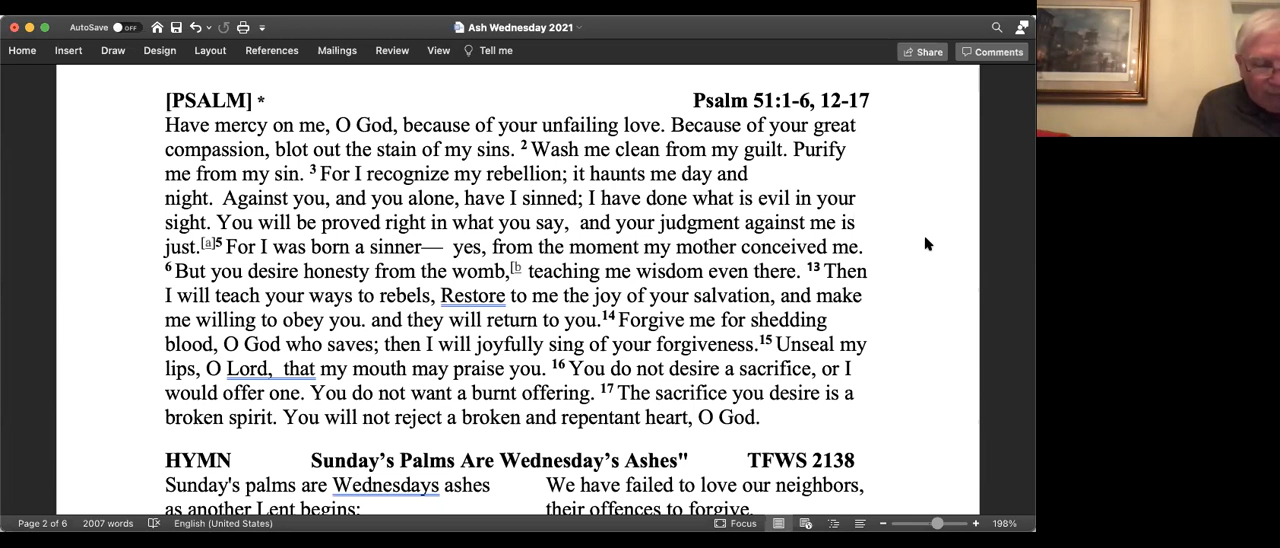 AutoSave OFF
Ash Wednesday 2021
Home Insert Draw Design Layout References Mailings Review View Tell me
Share Comments
[PSALM] * Psalm 51:1-6, 12-17
Have mercy on me, O God, because of your unfailing love. Because of your great
compassion, blot out the stain of my sins. 2 Wash me clean from my guilt. Purify
me from my sin. 3 For I recognize my rebellion; it haunts me day and
night. Against you, and you alone, have I sinned; I have done what is evil in your
sight. You will be proved right in what you say, and your judgment against me is
just.[a]5 For I was born a sinner— yes, from the moment my mother conceived me.
6 But you desire honesty from the womb,[b teaching me wisdom even there. 13 Then
I will teach your ways to rebels, Restore to me the joy of your salvation, and make
me willing to obey you. and they will return to you.14 Forgive me for shedding
blood, O God who saves; then I will joyfully sing of your forgiveness.15 Unseal my
lips, O Lord, that my mouth may praise you. 16 You do not desire a sacrifice, or I
would offer one. You do not want a burnt offering. 17 The sacrifice you desire is a
broken spirit. You will not reject a broken and repentant heart, O God.
HYMN Sunday's Palms Are Wednesday's Ashes" TFWS 2138
Sunday's palms are Wednesdays ashes
as another Lent begins;
We have failed to love our neighbors,
their offences to forgive,
Page 2 of 6 2007 words English (United States) Focus 198%